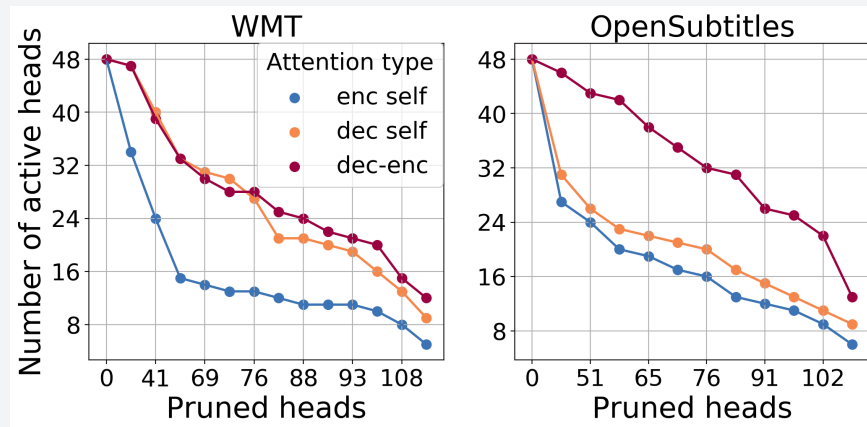 WMT
OpenSubtitles
Number of active heads
48
40
32
24
16
8
Attention type
enc self
dec self
dec-enc
0 41 69 76 88 93 108
Pruned heads
48
40
32
24
16
8
0 51 65 76 91 102
Pruned heads